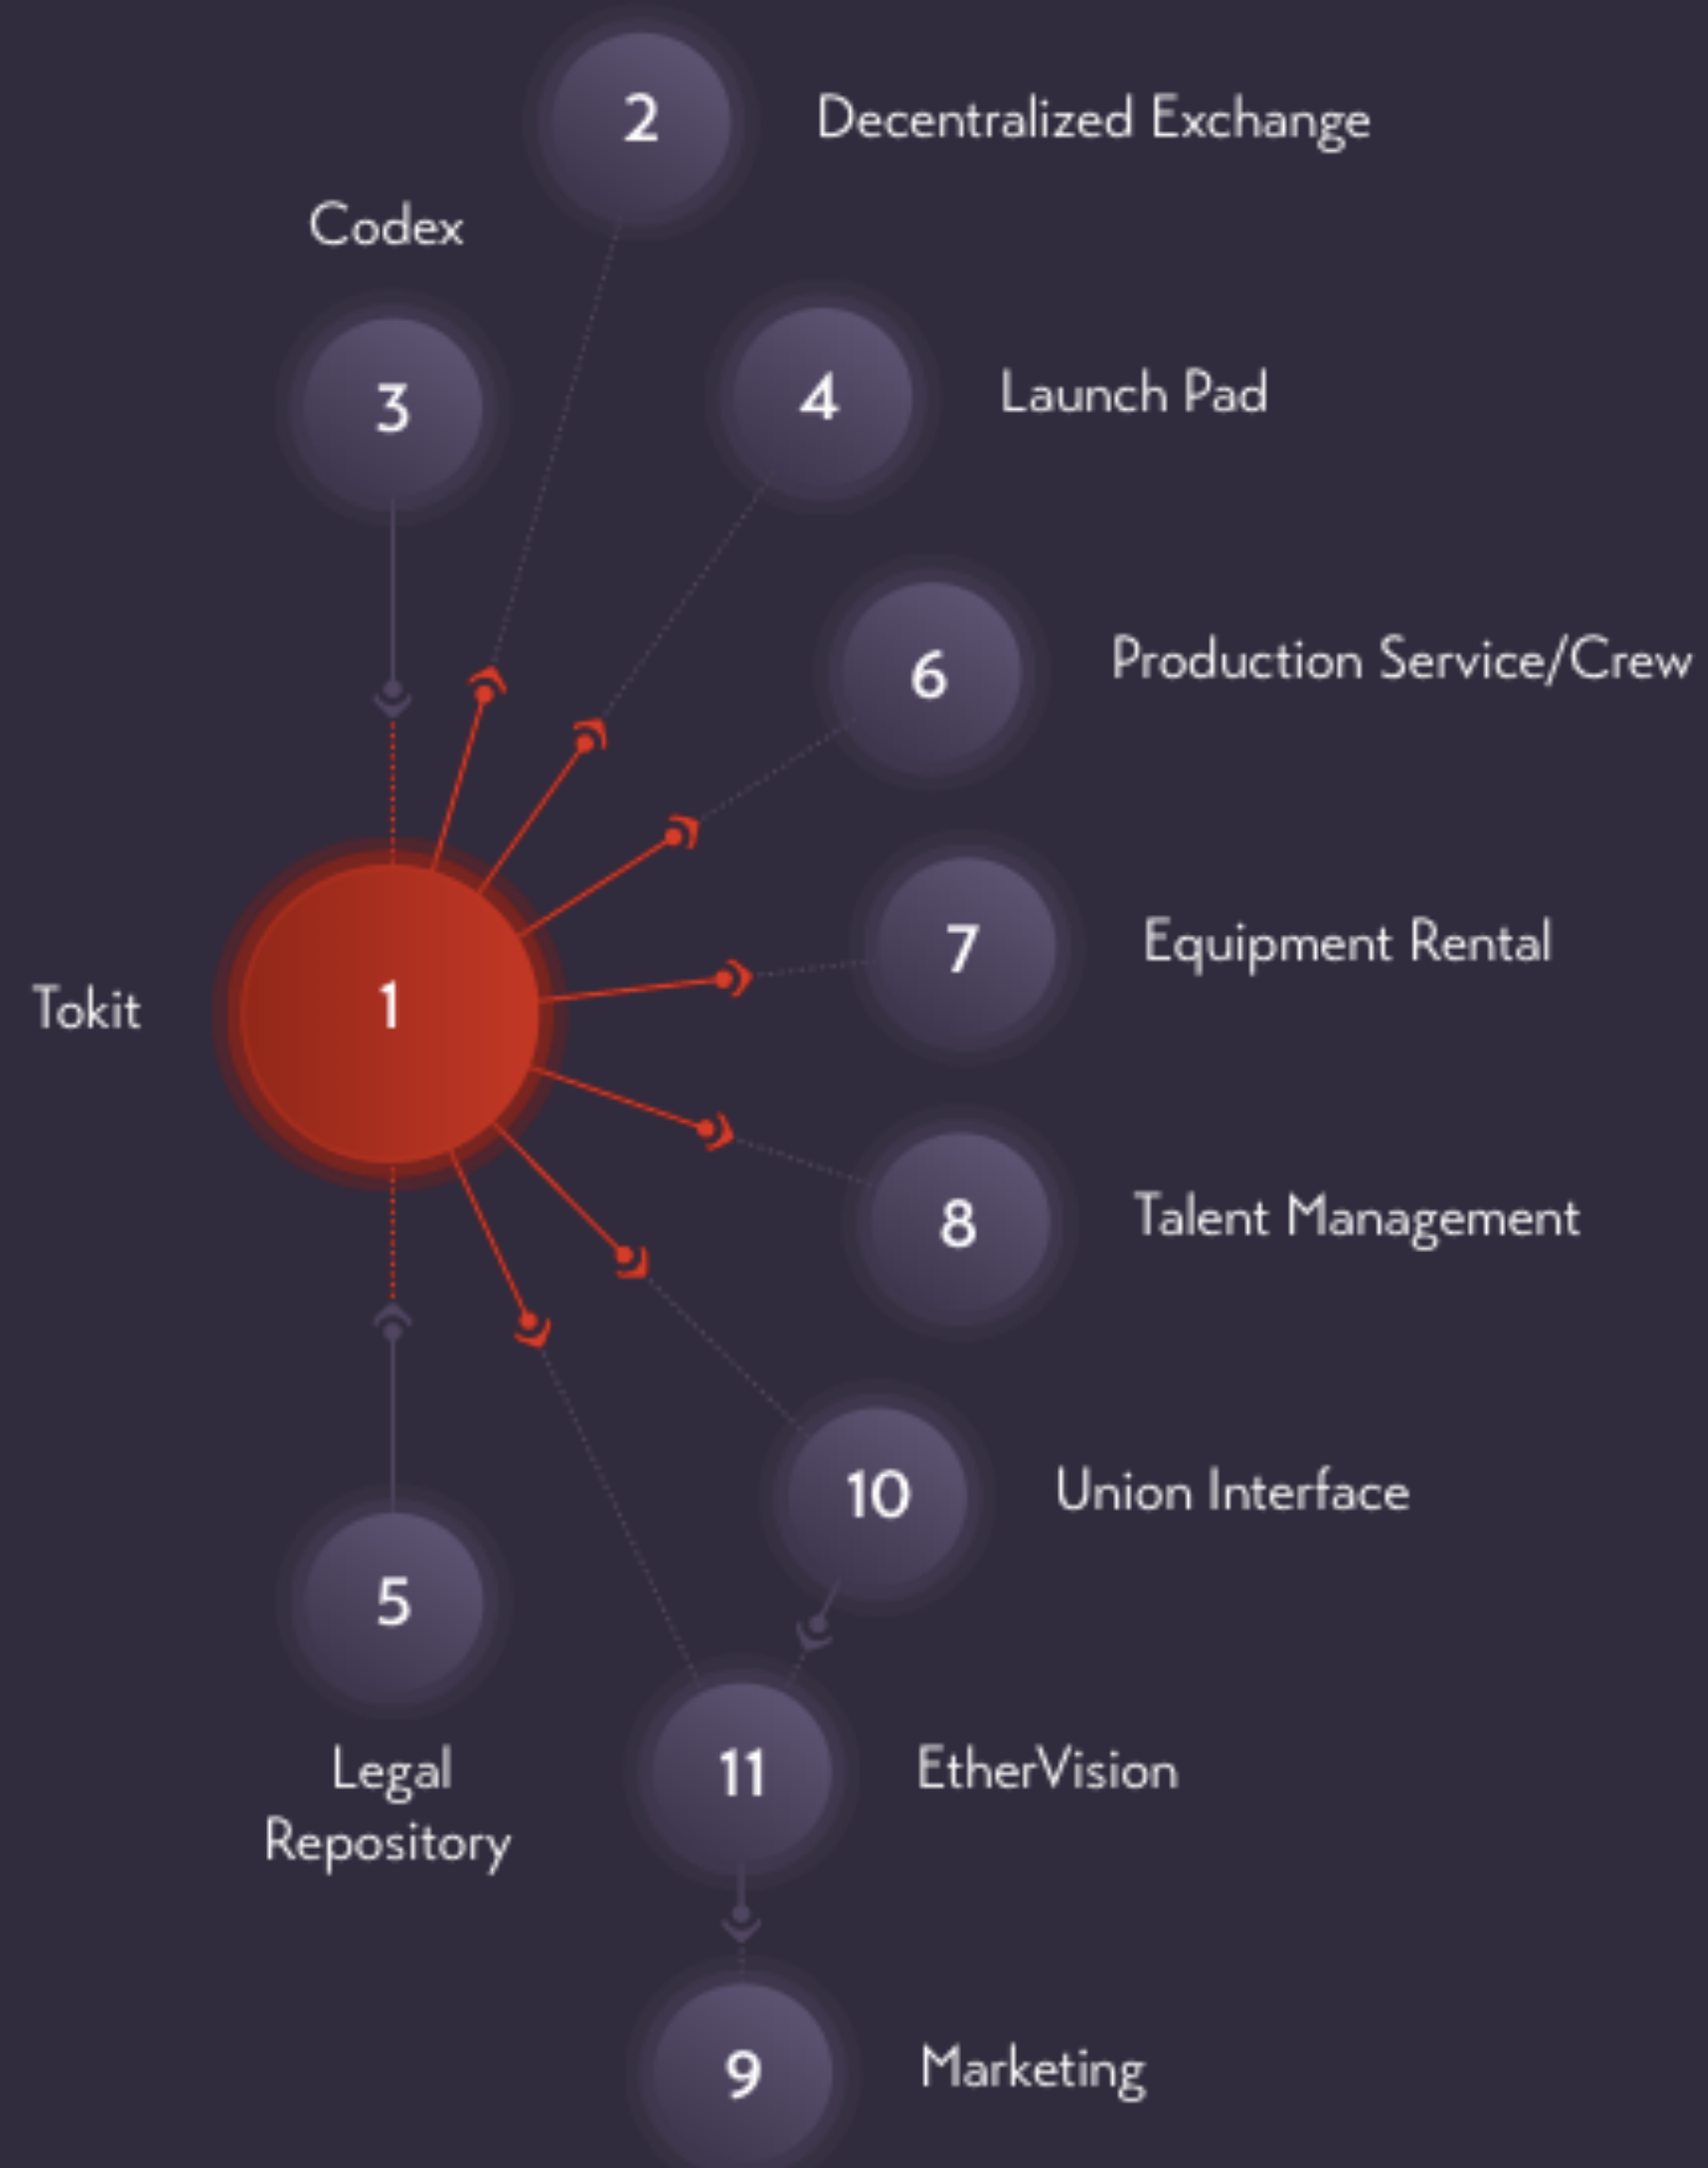 2
Decentralized Exchange
Codex
3
4
Launch Pad
6
Production Service/Crew
7
Equipment Rental
Tokit
1
8
Talent Management
10
Union Interface
5
Legal
Repository
11
EtherVision
9
Marketing